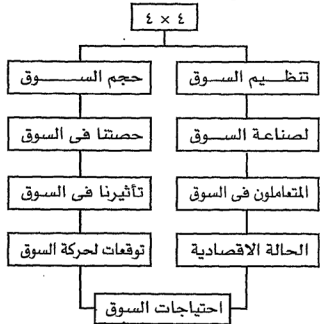 ٤ × ٤
تنظيم السوق
حجم السوق
لصناعة السوق
حصتنا فى السوق
المتعاملون فى السوق
تأثيرنا فى السوق
الحالة الاقصادية
توقعات لحركة السوق
احتياجات السوق